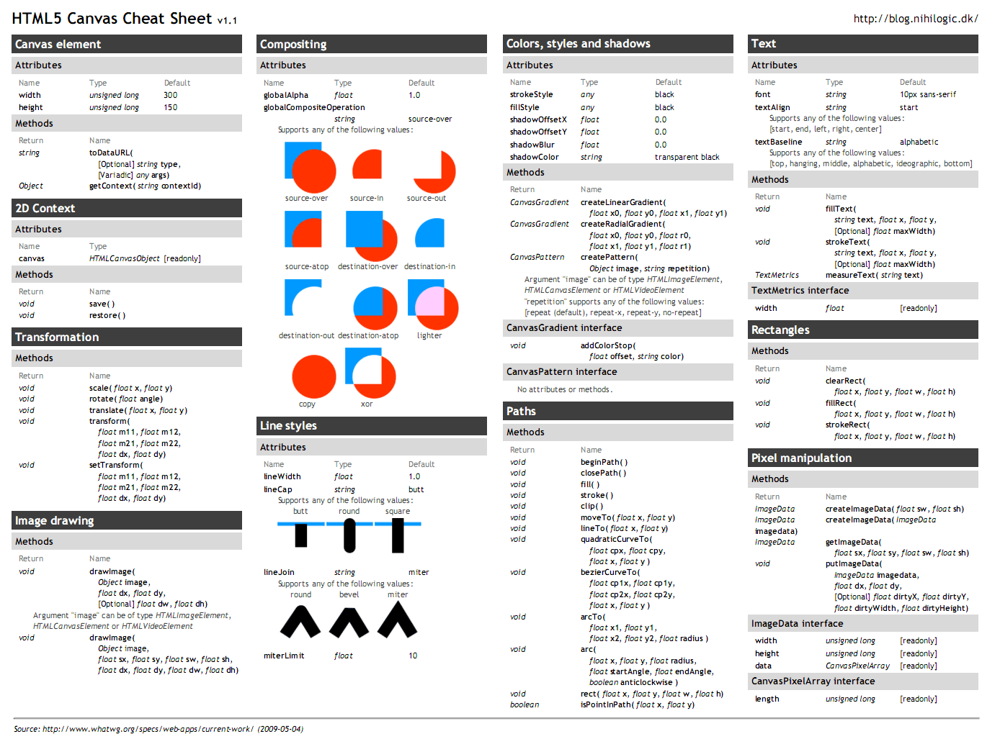 HTML5 Canvas Cheat Sheet v1.1
http://blog.nihilogic.dk/
Canvas element
Attributes
Name Type Default
width unsigned long 300
height unsigned long 150
Methods
Return Name
string toDataURL(
[Optional] string type,
[Variadic] any args)
Object getContext( string contextId)
2D Context
Attributes
Name Type
canvas HTMLCanvasObject [readonly]
Methods
Return Name
void save( )
void restore( )
Transformation
Methods
Return Name
void scale( float x, float y)
void rotate( float angle)
void translate( float x, float y)
void transform(
float m11, float m12,
float m21, float m22,
float dx, float dy)
void setTransform(
float m11, float m12,
float m21, float m22,
float dx, float dy)
Image drawing
Methods
Return Name
void drawImage(
Object image,
float dx, float dy,
[Optional] float dw, float dh)
Argument "image" can be of type HTMLImageElement,
HTMLCanvasElement or HTMLVideoElement
void drawImage(
Object image,
float sx, float sy, float sw, float sh,
float dx, float dy, float dw, float dh)
Compositing
Attributes
Name Type Default
globalAlpha float 1.0
globalCompositeOperation
string source-over
Supports any of the following values:
source-over source-in source-out
source-atop destination-over destination-in
destination-out destination-atop lighter
copy xor
Line styles
Attributes
Name Type Default
lineWidth float 1.0
lineCap string butt
Supports any of the following values:
butt round square
lineJoin string miter
Supports any of the following values:
round bevel miter
miterLimit float 10
Colors, styles and shadows
Attributes
Name Type Default
strokeStyle any black
fillStyle any black
shadowOffsetX float 0.0
shadowOffsetY float 0.0
shadowBlur float 0.0
shadowColor string transparent black
Methods
Return Name
CanvasGradient createLinearGradient(
float x0, float y0, float x1, float y1)
CanvasGradient createRadialGradient(
float x0, float y0, float r0,
float x1, float y1, float r1)
CanvasPattern createPattern(
Object image, string repetition)
Argument "image" can be of type HTMLImageElement,
HTMLCanvasElement or HTMLVideoElement
"repetition" supports any of the following values:
[repeat (default), repeat-x, repeat-y, no-repeat]
CanvasGradient interface
void addColorStop(
float offset, string color)
CanvasPattern interface
No attributes or methods.
Paths
Methods
Return Name
void beginPath( )
void closePath( )
void fill( )
void stroke( )
void clip( )
void moveTo( float x, float y)
void lineTo( float x, float y)
void quadraticCurveTo(
float cpx, float cpy,
float x, float y )
void bezierCurveTo(
float cp1x, float cp1y,
float cp2x, float cp2y,
float x, float y )
void arcTo(
float x1, float y1,
float x2, float y2, float radius )
void arc(
float x, float y, float radius,
float startAngle, float endAngle,
boolean anticlockwise )
void rect( float x, float y, float w, float h)
boolean isPointInPath( float x, float y)
Text
Attributes
Name Type Default
font string 10px sans-serif
textAlign string start
Supports any of the following values:
[start, end, left, right, center]
textBaseline string alphabetic
Supports any of the following values:
[top, hanging, middle, alphabetic, ideographic, bottom]
Methods
Return Name
void fillText(
string text, float x, float y,
[Optional] float maxWidth)
void strokeText(
string text, float x, float y,
[Optional] float maxWidth)
TextMetrics measureText( string text)
TextMetrics interface
width float [readonly]
Rectangles
Methods
Return Name
void clearRect(
float x, float y, float w, float h)
void fillRect(
float x, float y, float w, float h)
void strokeRect(
float x, float y, float w, float h)
Pixel manipulation
Methods
Return Name
ImageData createImageData( float sw, float sh)
ImageData createImageData( ImageData
imagedata)
ImageData getImageData(
float sx, float sy, float sw, float sh)
void putImageData(
ImageData imagedata,
float dx, float dy,
[Optional] float dirtyX, float dirtyY,
float dirtyWidth, float dirtyHeight)
ImageData interface
width unsigned long [readonly]
height unsigned long [readonly]
data CanvasPixelArray [readonly]
CanvasPixelArray interface
length unsigned long [readonly]
Source: http://www.whatwg.org/specs/web-apps/current-work/ (2009-05-04)